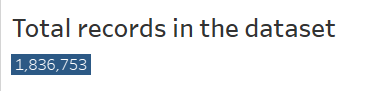 Total records in the dataset
1,836,753